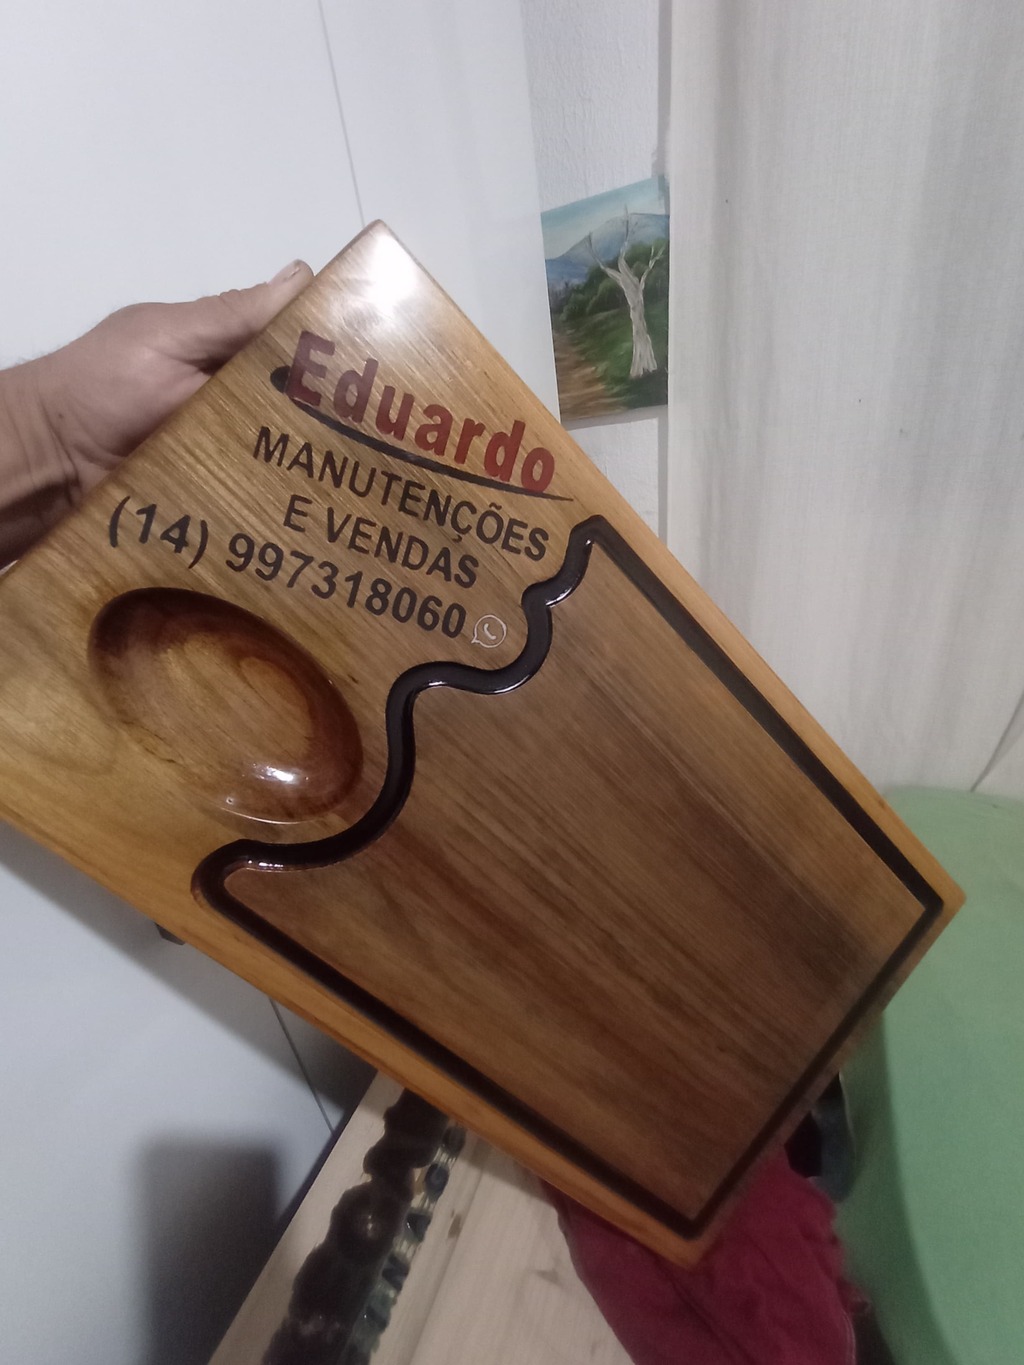 Eduardo
MANUTENÇÕES
E VENDAS
(14) 997318060